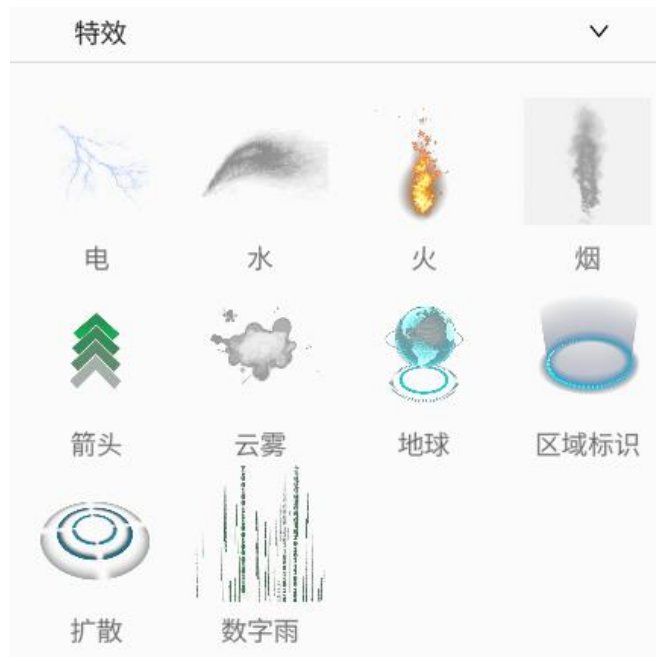 特效
电
水
火
烟
箭头
云雾
地球
区域标识
扩散
数字雨